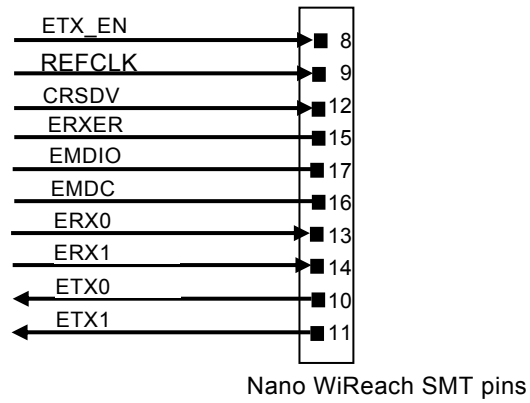 ETX_EN 8
REFCLK 9
CRSDV 12
ERXER 15
EMDIO 17
EMDC 16
ERX0 13
ERX1 14
ETX0 10
ETX1 11
Nano WiReach SMT pins